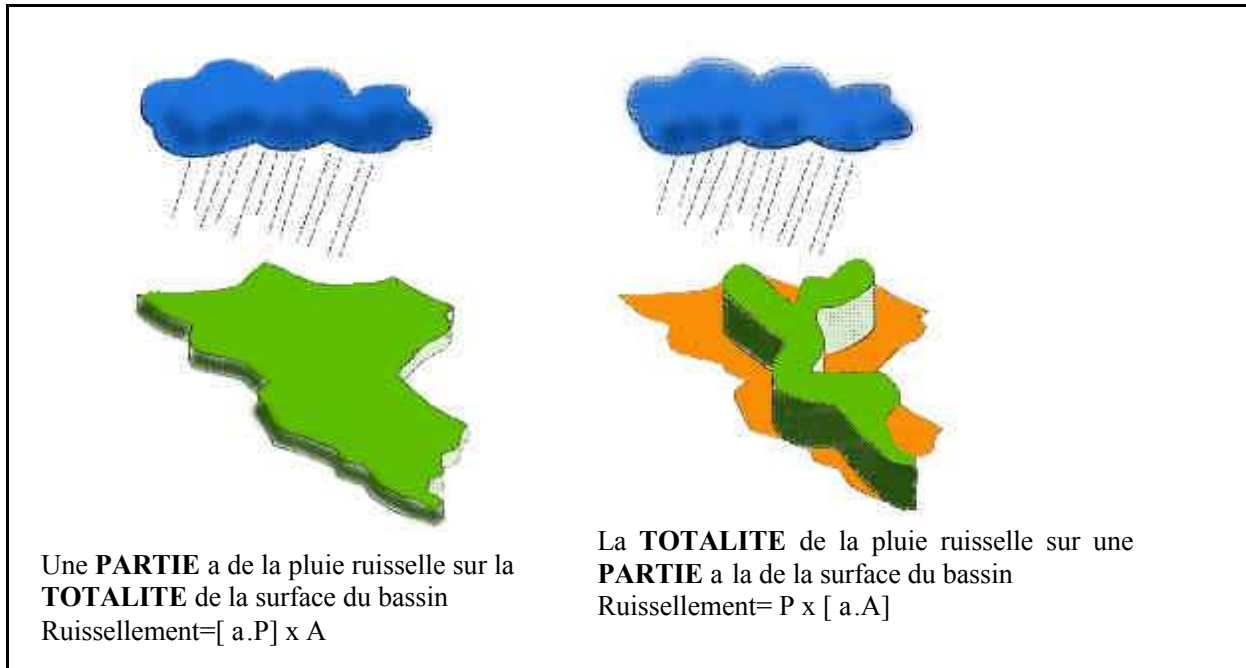 Une PARTIE a de la pluie ruisselle sur la
TOTALITE de la surface du bassin
Ruissellement=[ a.P] x A
La TOTALITE de la pluie ruisselle sur une
PARTIE a la de la surface du bassin
Ruissellement= P x [ a.A]